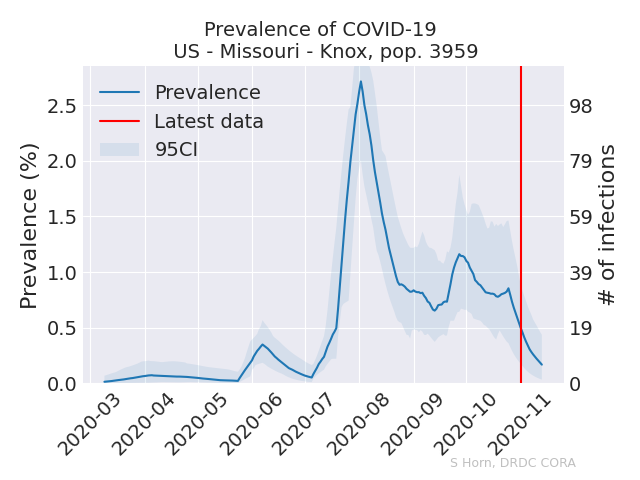 Prevalence of COVID-19
US - Missouri - Knox, pop. 3959
Prevalence
Latest data
95CI
Prevalence (%)
2.5
2.0
1.5
1.0
0.5
0.0
98
79
59
39
19
0
# of infections
2020-03
2020-04
2020-05
2020-06
2020-07
2020-08
2020-09
2020-10
2020-11
S Horn, DRDC CORA